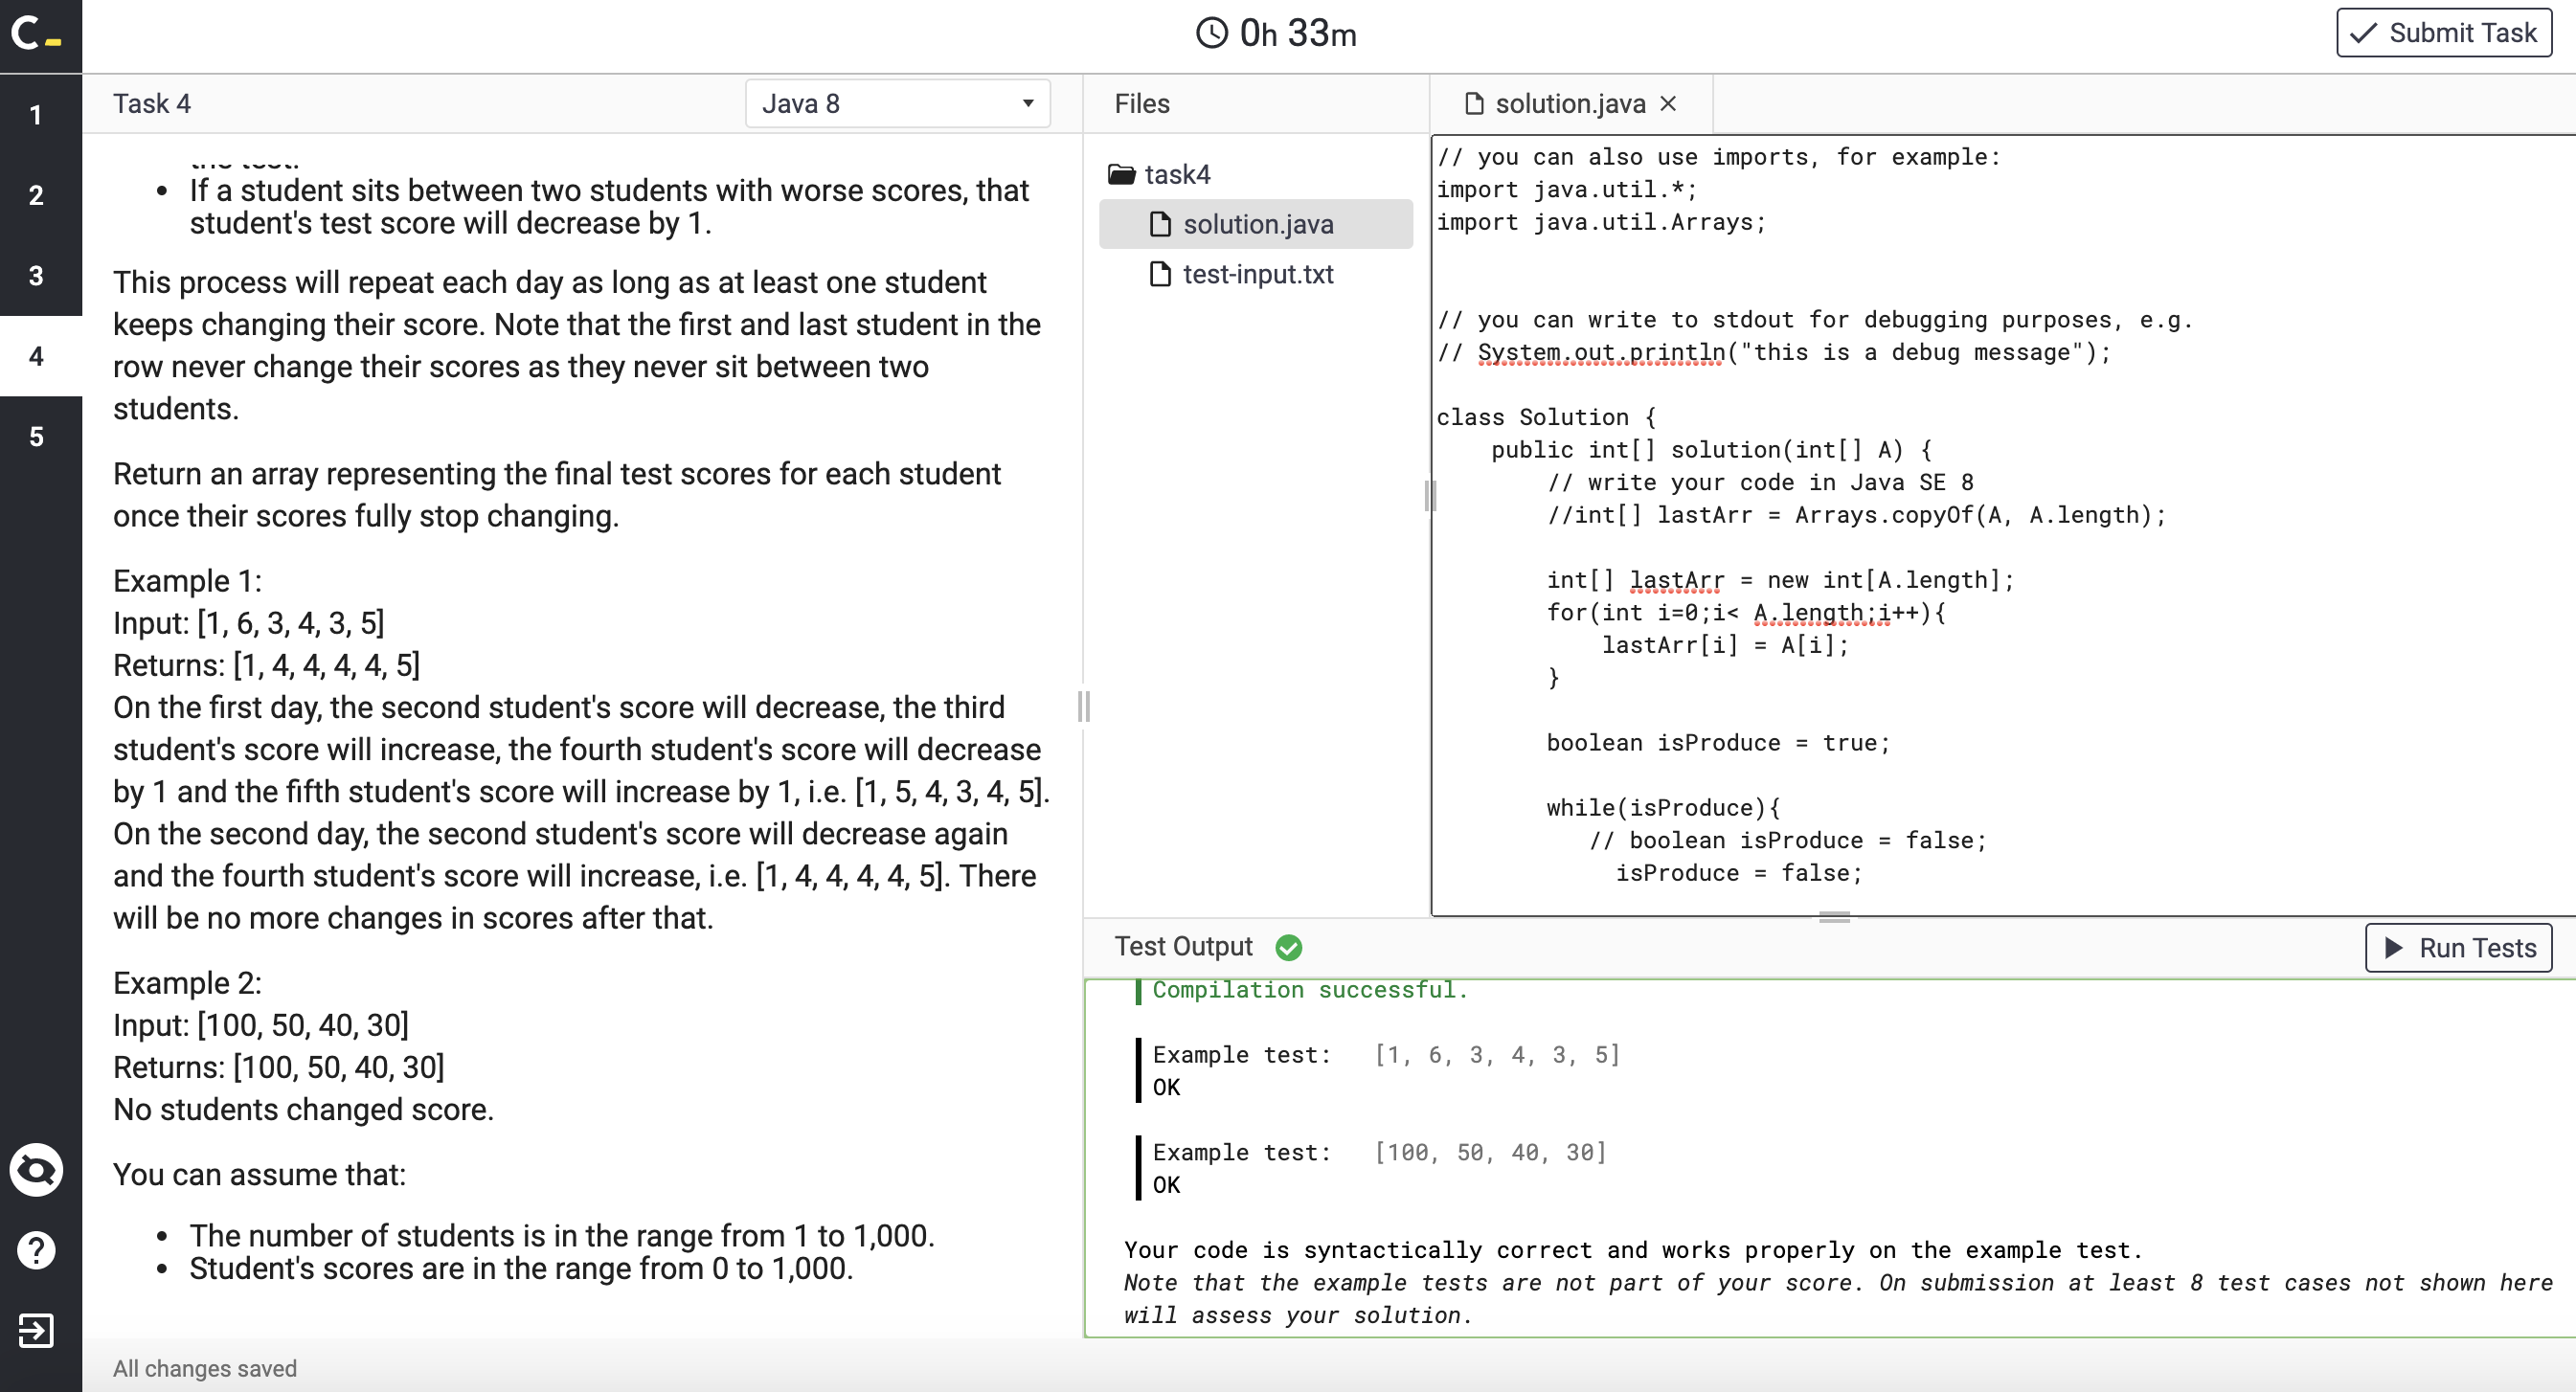 C_
0h 33m
Submit Task
1
2
3
4
5
Task 4
Java 8
the test.
• If a student sits between two students with worse scores, that
student's test score will decrease by 1.
This process will repeat each day as long as at least one student
keeps changing their score. Note that the first and last student in the
row never change their scores as they never sit between two
students.
Return an array representing the final test scores for each student
once their scores fully stop changing.
Example 1:
Input: [1, 6, 3, 4, 3, 5]
Returns: [1, 4, 4, 4, 4, 5]
On the first day, the second student's score will decrease, the third
student's score will increase, the fourth student's score will decrease
by 1 and the fifth student's score will increase by 1, i.e. [1, 5, 4, 3, 4, 5].
On the second day, the second student's score will decrease again
and the fourth student's score will increase, i.e. [1, 4, 4, 4, 4, 5]. There
will be no more changes in scores after that.
Example 2:
Input: [100, 50, 40, 30]
Returns: [100, 50, 40, 30]
No students changed score.
You can assume that:
• The number of students is in the range from 1 to 1,000.
• Student's scores are in the range from 0 to 1,000.
All changes saved
Files
task4
solution.java
test-input.txt
solution.java ×
// you can also use imports, for example:
import java.util.*;
import java.util.Arrays;
// you can write to stdout for debugging purposes, e.g.
// System.out.println("this is a debug message");
class Solution {
public int[] solution(int[] A) {
// write your code in Java SE 8
//int[] lastArr = Arrays.copyOf(A, A.length);
int[] lastArr = new int[A.length];
for(int i=0;i< A.length;i++){
lastArr[i] = A[i];
}
boolean isProduce = true;
while(isProduce){
// boolean isProduce = false;
isProduce = false;
Test Output
Run Tests
Compilation successful.
Example test: [1, 6, 3, 4, 3, 5]
OK
Example test: [100, 50, 40, 30]
OK
Your code is syntactically correct and works properly on the example test.
Note that the example tests are not part of your score. On submission at least 8 test cases not shown here
will assess your solution.